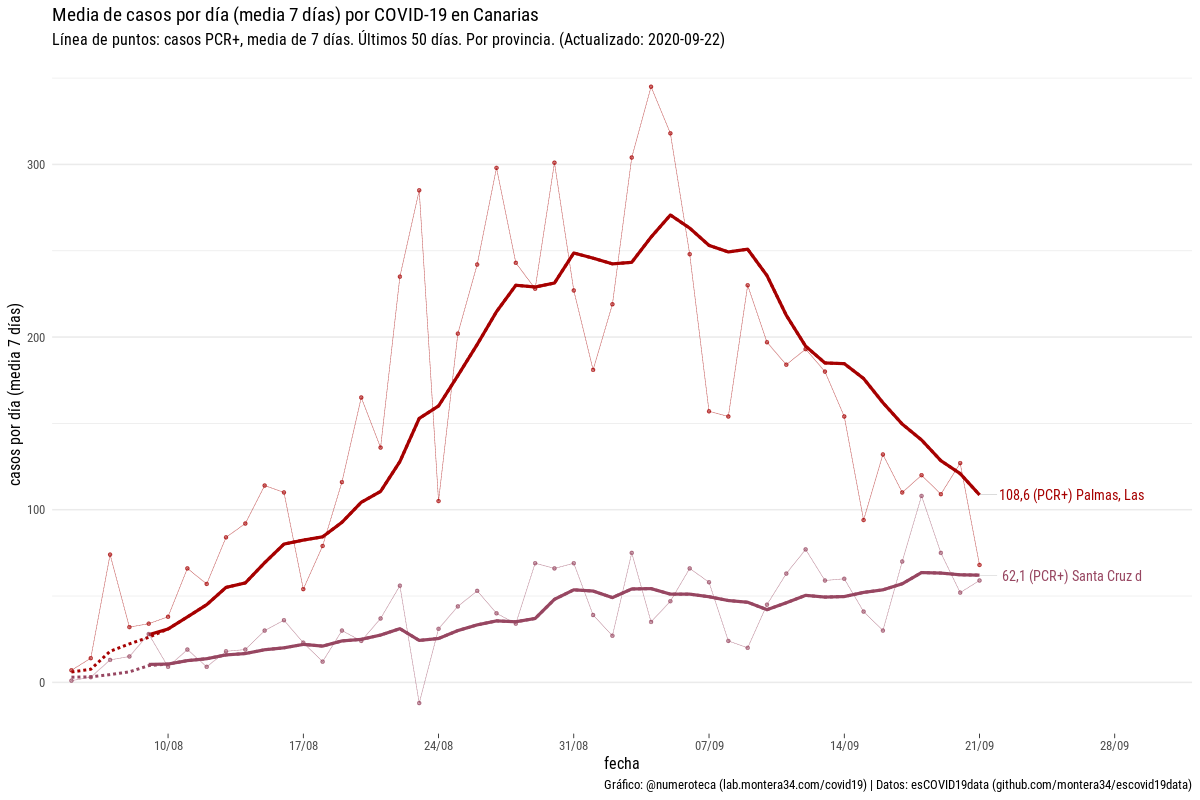 Media de casos por día (media 7 días) por COVID-19 en Canarias
Línea de puntos: casos PCR+, media de 7 días. Últimos 50 días. Por provincia. (Actualizado: 2020-09-22)
casos por día (media 7 días)
300
200
100
0
108,6 (PCR+) Palmas, Las
62,1 (PCR+) Santa Cruz d
10/08
17/08
24/08
31/08
07/09
14/09
21/09
28/09
fecha
Gráfico: @numeroteca (lab.montera34.com/covid19) | Datos: esCOVID19data (github.com/montera34/escovid19data)